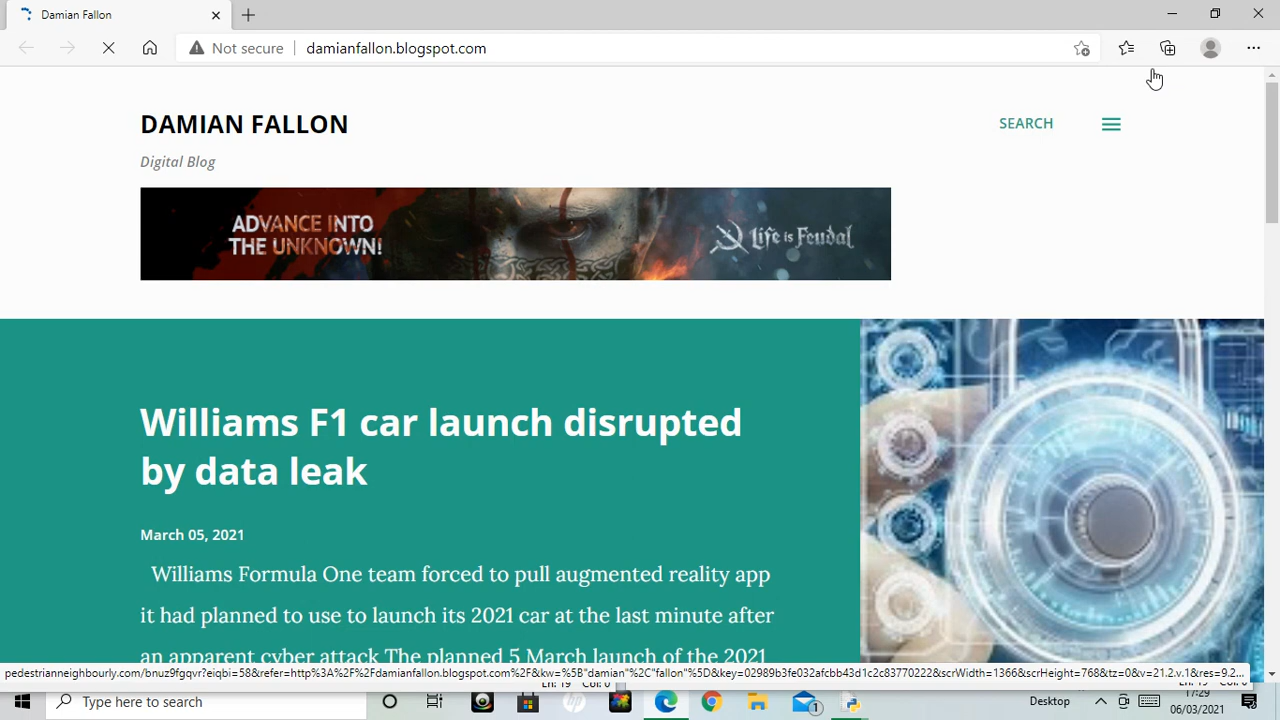 Damian Fallon
Not secure damianfallon.blogspot.com
DAMIAN FALLON
SEARCH
Digital Blog
ADVANCE INTO
THE UNKNOWN!
Life is Feudal
Williams F1 car launch disrupted
by data leak
March 05, 2021
Williams Formula One team forced to pull augmented reality app
it had planned to use to launch its 2021 car at the last minute after
an apparent cyber attack The planned 5 March launch of the 2021
pedestrianneighbourly.com/bnuz9fgqvr?eiqbi=58&refer=http%3A%2F%2Fdamianfallon.blogspot.com%2F&kw=%5B"damian"%2C"fallon"%5D&key=02989b3fe032afcbb43d1c2c83770222&scrWidth=1366&scrHeight=768&tz=0&v=21.2.v.1&res=9.2...
Type here to search
1
Desktop
17:29
06/03/2021